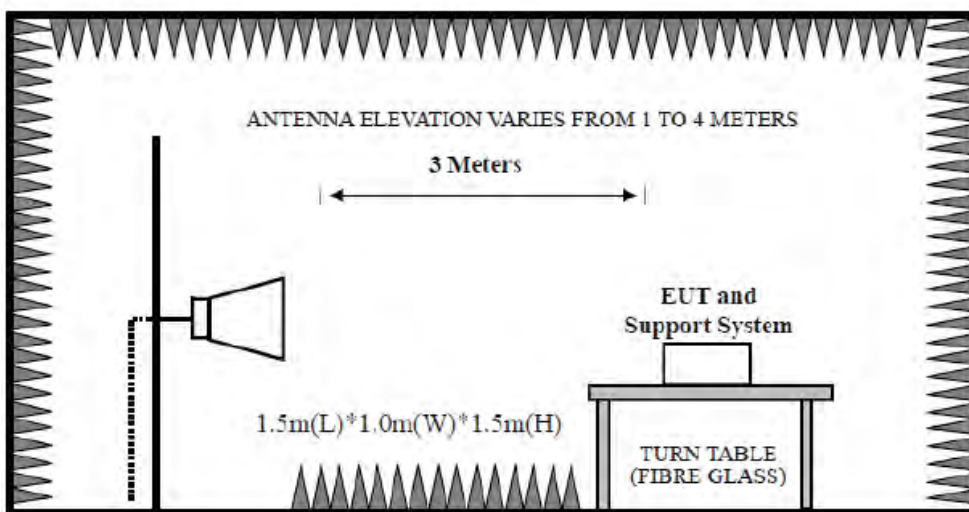 ANTENNA ELEVATION VARIES FROM 1 TO 4 METERS
3 Meters
EUT and
Support System
1.5m(L)*1.0m(W)*1.5m(H)
TURN TABLE
(FIBRE GLASS)